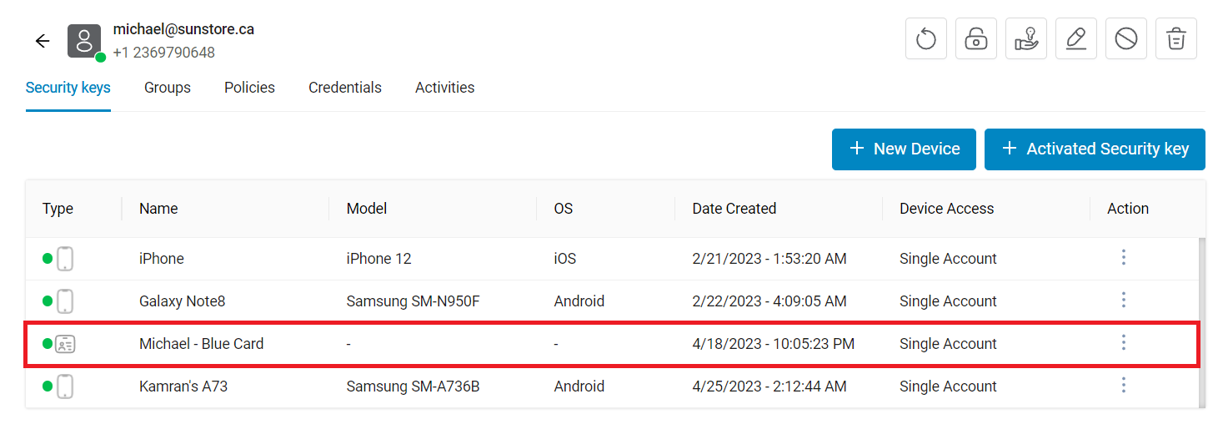 michael@sunstore.ca
+1 2369790648
Security keys Groups Policies Credentials Activities
+ New Device + Activated Security key
Type Name Model OS Date Created Device Access Action
iPhone iPhone 12 iOS 2/21/2023 - 1:53:20 AM Single Account
Galaxy Note8 Samsung SM-N950F Android 2/22/2023 - 4:09:05 AM Single Account
Michael - Blue Card - - 4/18/2023 - 10:05:23 PM Single Account
Kamran's A73 Samsung SM-A736B Android 4/25/2023 - 2:12:44 AM Single Account